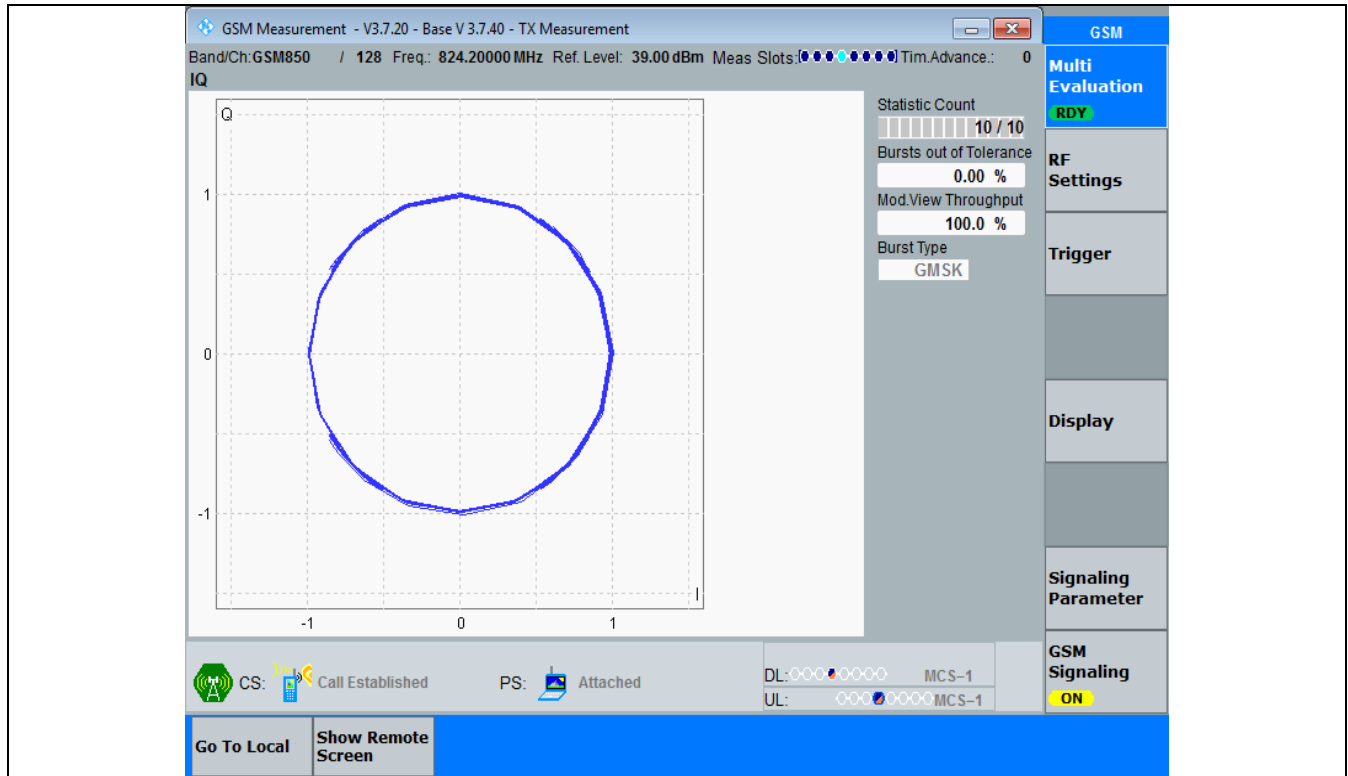 GSM Measurement - V3.7.20 - Base V 3.7.40 - TX Measurement
GSM
Band/Ch:GSM850 / 128 Freq.: 824.20000 MHz Ref. Level: 39.00 dBm Meas Slots: Tim.Advance.: 0
IQ
Multi
Evaluation
RDY
Q
Statistic Count
10 / 10
Bursts out of Tolerance
0.00 %
Mod.View Throughput
100.0 %
Burst Type
GMSK
RF
Settings
Trigger
Display
Signaling
Parameter
GSM
Signaling
ON
1
0
-1
I
-1 0 1
CS: Call Established PS: Attached
DL: MCS-1
UL: MCS-1
Go To Local
Show Remote
Screen